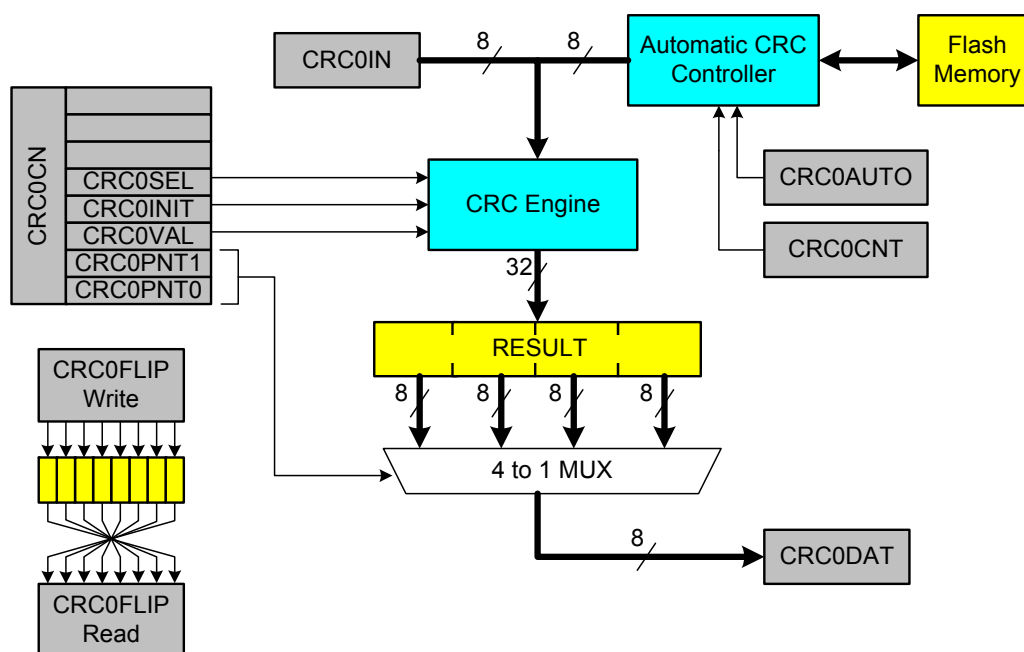 CRC0IN
8
8
Automatic CRC
Controller
Flash
Memory
CRC0CN
CRC0SEL
CRC0INIT
CRC0VAL
CRC0PNT1
CRC0PNT0
CRC Engine
CRC0AUTO
CRC0CNT
32
RESULT
8
8
8
8
4 to 1 MUX
8
CRC0DAT
CRC0FLIP
Write
CRC0FLIP
Read